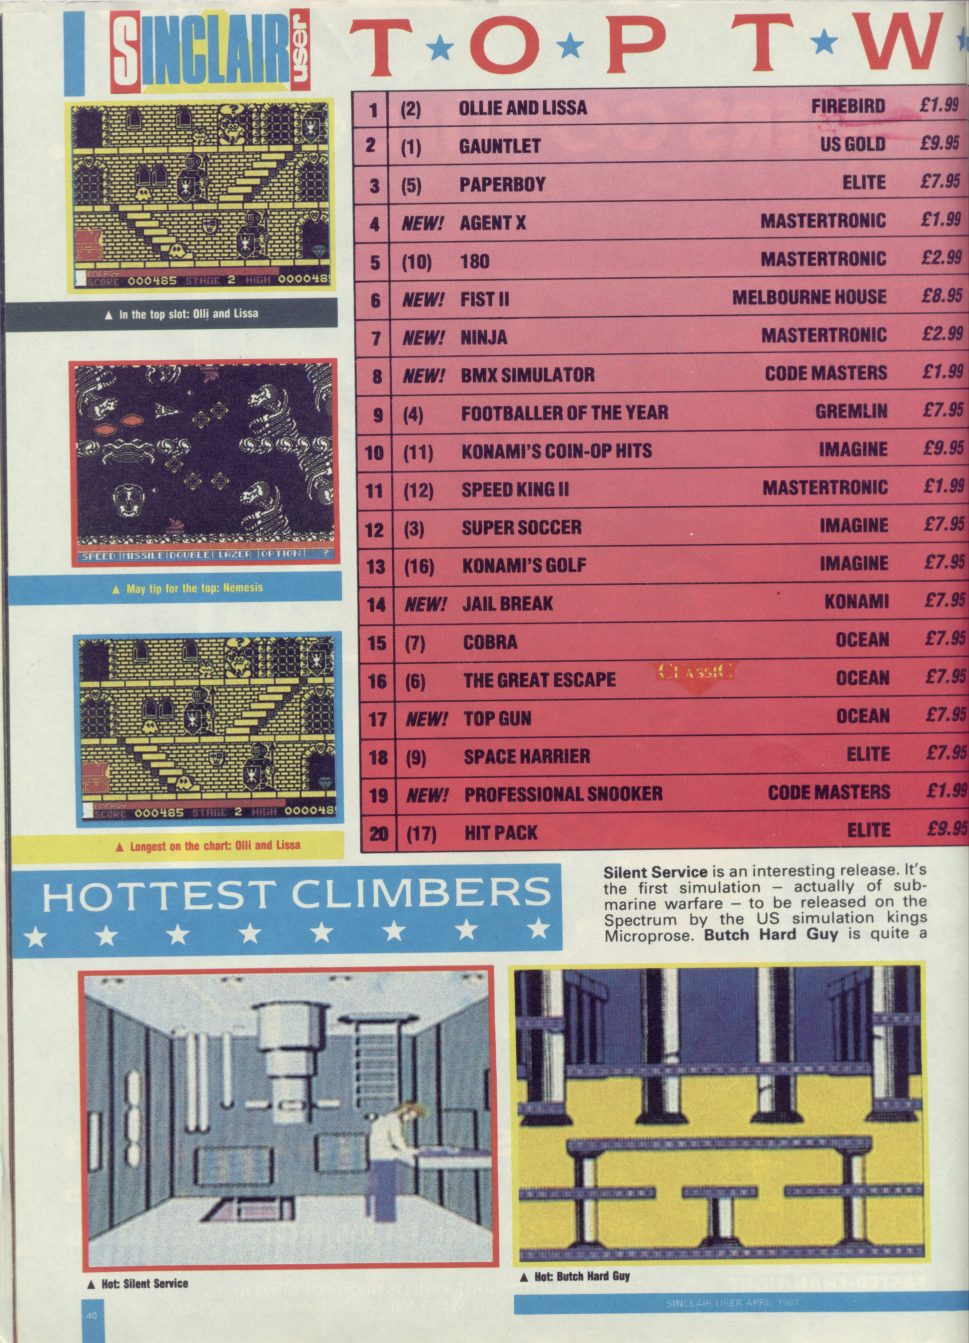 SINCLAIR user
TOP TW
1 (2) OLLIE AND LISSA FIREBIRD £1.99
2 (1) GAUNTLET US GOLD £9.95
3 (5) PAPERBOY ELITE £7.95
4 NEW! AGENT X MASTERTRONIC £1.99
5 (10) 180 MASTERTRONIC £2.99
6 NEW! FIST II MELBOURNE HOUSE £8.95
7 NEW! NINJA MASTERTRONIC £2.99
8 NEW! BMX SIMULATOR CODE MASTERS £1.99
9 (4) FOOTBALLER OF THE YEAR GREMLIN £7.95
10 (11) KONAMI'S COIN-OP HITS IMAGINE £9.95
11 (12) SPEED KING II MASTERTRONIC £1.99
12 (3) SUPER SOCCER IMAGINE £7.95
13 (16) KONAMI'S GOLF IMAGINE £7.95
14 NEW! JAIL BREAK KONAMI £7.95
15 (7) COBRA OCEAN £7.95
16 (6) THE GREAT ESCAPE CLASSIC OCEAN £7.95
17 NEW! TOP GUN OCEAN £7.95
18 (9) SPACE HARRIER ELITE £7.95
19 NEW! PROFESSIONAL SNOOKER CODE MASTERS £1.99
20 (17) HIT PACK ELITE £9.95
ENERGY
SCORE 000485 STAGE 2 HIGH 000048
▲ In the top slot: Olli and Lissa
SPEED MISSILE DOUBLE LAZER OPTION ?
▲ May tip for the top: Nemesis
ENERGY
SCORE 000485 STAGE 2 HIGH 000048
▲ Longest on the chart: Olli and Lissa
HOTTEST CLIMBERS
Silent Service is an interesting release. It's
the first simulation – actually of sub-
marine warfare – to be released on the
Spectrum by the US simulation kings
Microprose. Butch Hard Guy is quite a
▲ Hot: Silent Service
▲ Hot: Butch Hard Guy
40
SINCLAIR USER APRIL 1987